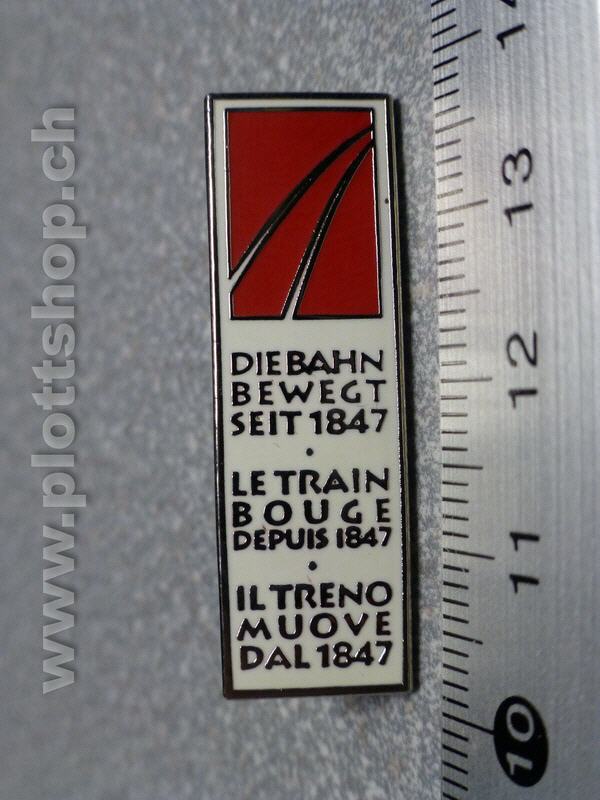 DIE BAHN
BEWEGT
SEIT 1847
•
LE TRAIN
BOUGE
DEPUIS 1847
•
IL TRENO
MUOVE
DAL 1847
www.plottshop.ch
13
12
11
10